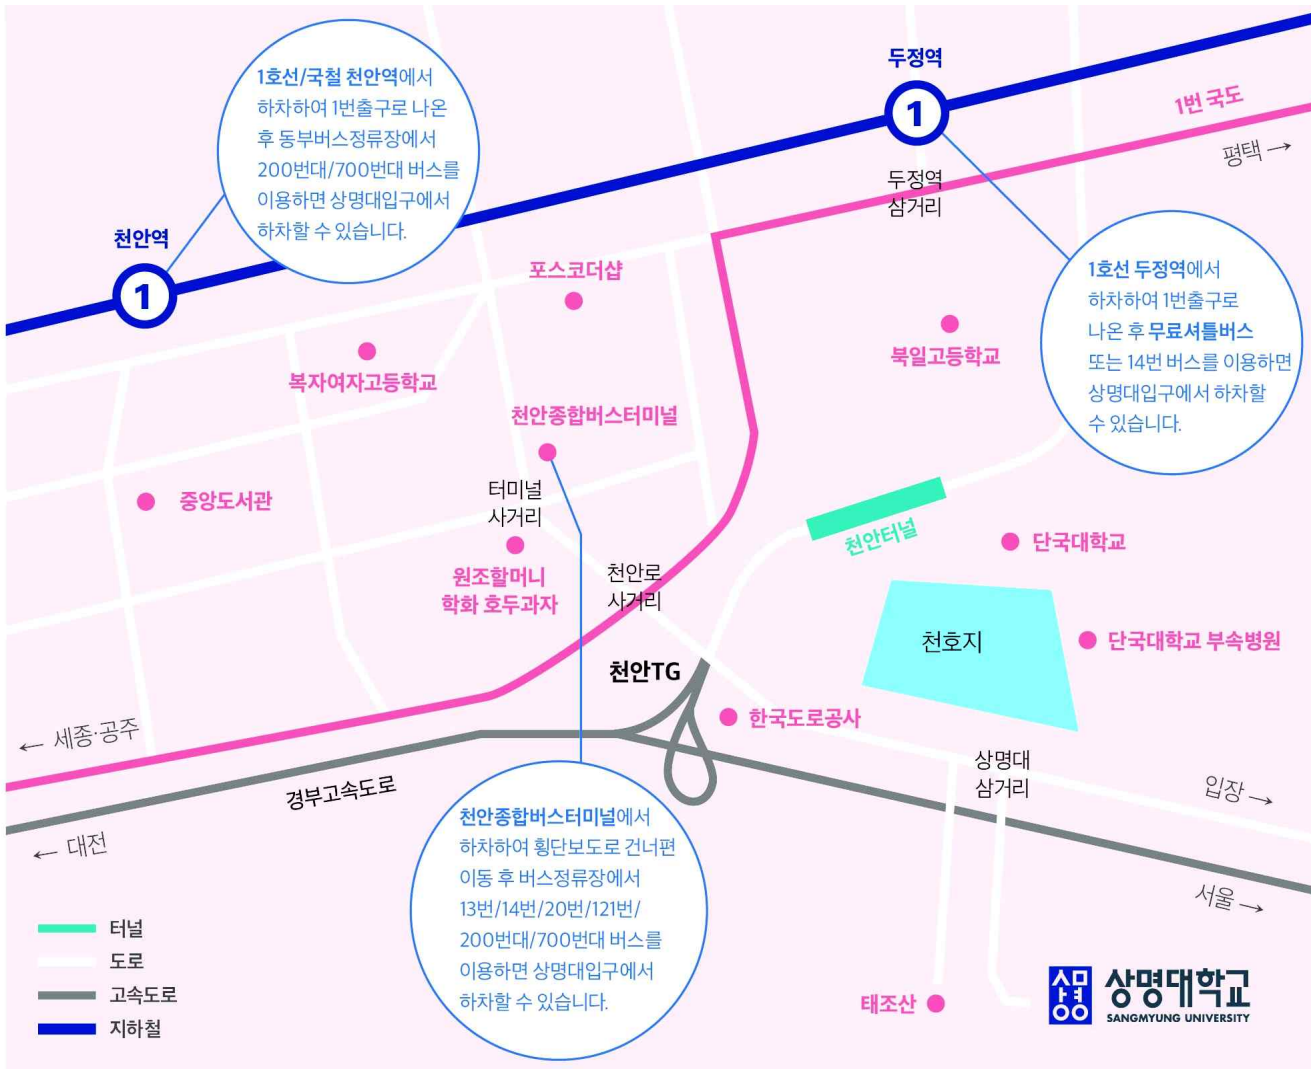 1호선/국철 천안역에서
하차하여 1번출구로 나온
후 동부버스정류장에서
200번대/700번대 버스를
이용하면 상명대입구에서
하차할 수 있습니다.
두정역
1
1번 국도
평택 →
두정역
삼거리
천안역
1
포스코더샵
1호선 두정역에서
하차하여 1번출구로
나온 후 무료셔틀버스
또는 14번 버스를 이용하면
상명대입구에서 하차할
수 있습니다.
북일고등학교
복자여자고등학교
천안종합버스터미널
중앙도서관
터미널
사거리
천안터널
단국대학교
원조할머니
학화 호두과자
천안로
사거리
천호지
단국대학교 부속병원
천안TG
한국도로공사
← 세종·공주
상명대
삼거리
입장 →
경부고속도로
← 대전
서울 →
천안종합버스터미널에서
하차하여 횡단보도로 건너편
이동 후 버스정류장에서
13번/14번/20번/121번/
200번대/700번대 버스를
이용하면 상명대입구에서
하차할 수 있습니다.
터널
도로
고속도로
지하철
태조산
상명
상명대학교
SANGMYUNG UNIVERSITY